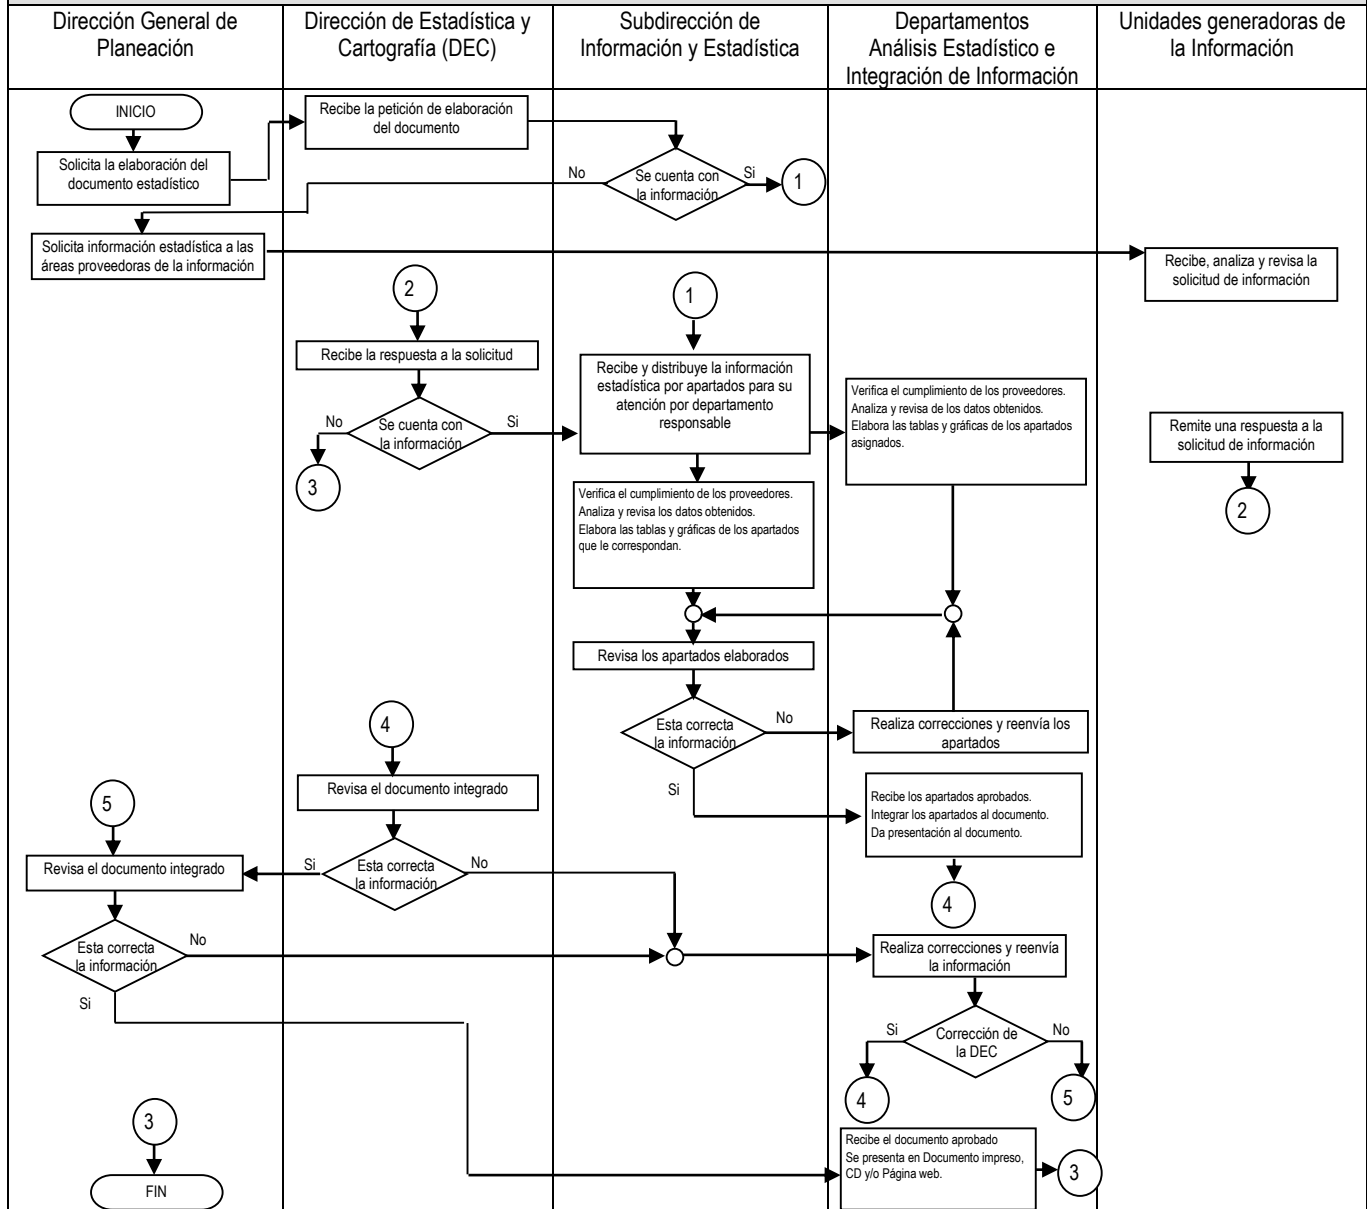 Dirección General de
Planeación
Dirección de Estadística y
Cartografía (DEC)
Subdirección de
Información y Estadística
Departamentos
Análisis Estadístico e
Integración de Información
Unidades generadoras de
la Información
INICIO
Solicita la elaboración del
documento estadístico
Recibe la petición de elaboración
del documento
Se cuenta con
la información
No
Si
1
Solicita información estadística a las
áreas proveedoras de la información
Recibe, analiza y revisa la
solicitud de información
2
1
Recibe la respuesta a la solicitud
Recibe y distribuye la información
estadística por apartados para su
atención por departamento
responsable
Verifica el cumplimiento de los proveedores.
Analiza y revisa de los datos obtenidos.
Elabora las tablas y gráficas de los apartados
asignados.
No
Se cuenta con
la información
Si
3
Remite una respuesta a la
solicitud de información
2
Verifica el cumplimiento de los proveedores.
Analiza y revisa los datos obtenidos.
Elabora las tablas y gráficas de los apartados
que le correspondan.
Revisa los apartados elaborados
Esta correcta
la información
No
Si
Realiza correcciones y reenvía los
apartados
4
Revisa el documento integrado
Recibe los apartados aprobados.
Integrar los apartados al documento.
Da presentación al documento.
5
Revisa el documento integrado
Si
Esta correcta
la información
No
4
Esta correcta
la información
No
Si
Realiza correcciones y reenvía
la información
Si
Corrección de
la DEC
No
4
5
3
FIN
Recibe el documento aprobado
Se presenta en Documento impreso,
CD y/o Página web.
3